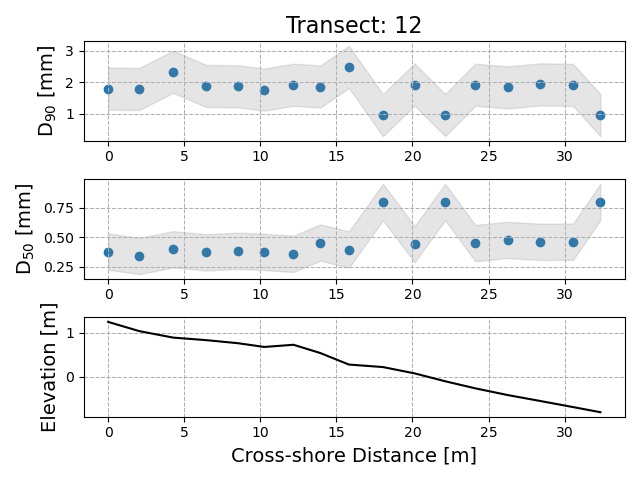 Transect: 12
D90 [mm]
3
2
1
0 5 10 15 20 25 30
D50 [mm]
0.75
0.50
0.25
0 5 10 15 20 25 30
Elevation [m]
1
0
0 5 10 15 20 25 30
Cross-shore Distance [m]